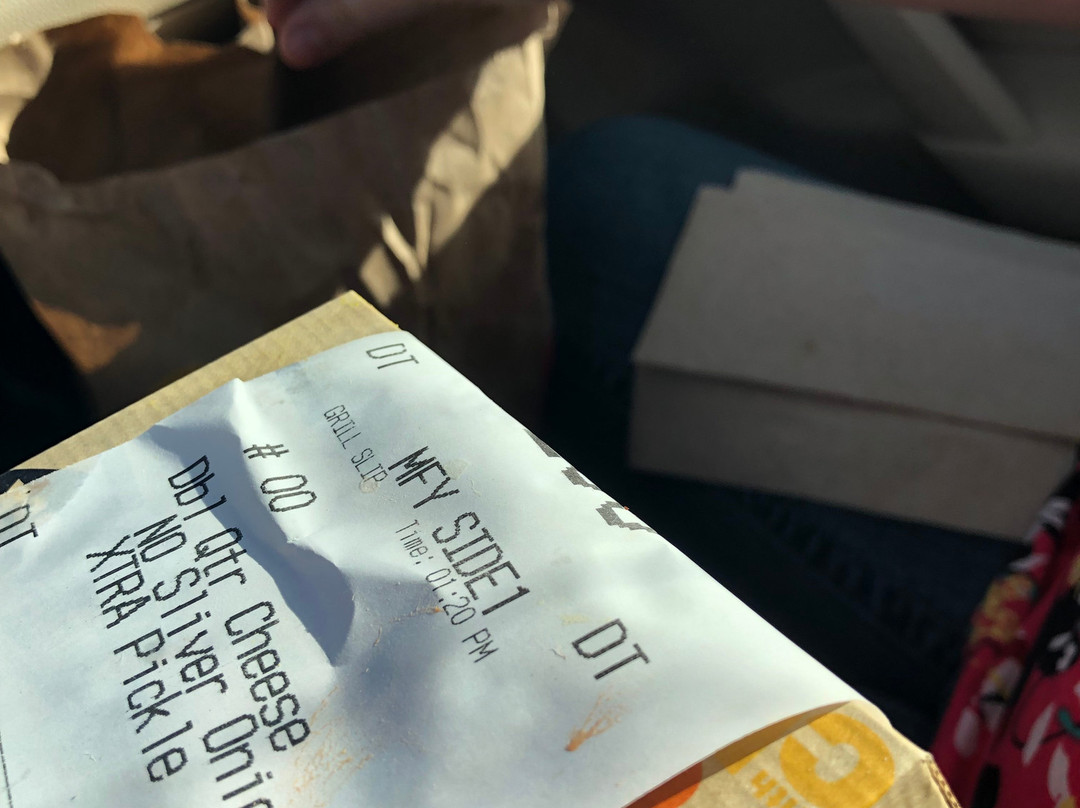 DT
GRILL SLIP
MFY SIDE1 DT
Time: 01:20 PM
# 00
Dbl Qtr Cheese
NO Sliver Onio
XTRA Pickle
DT